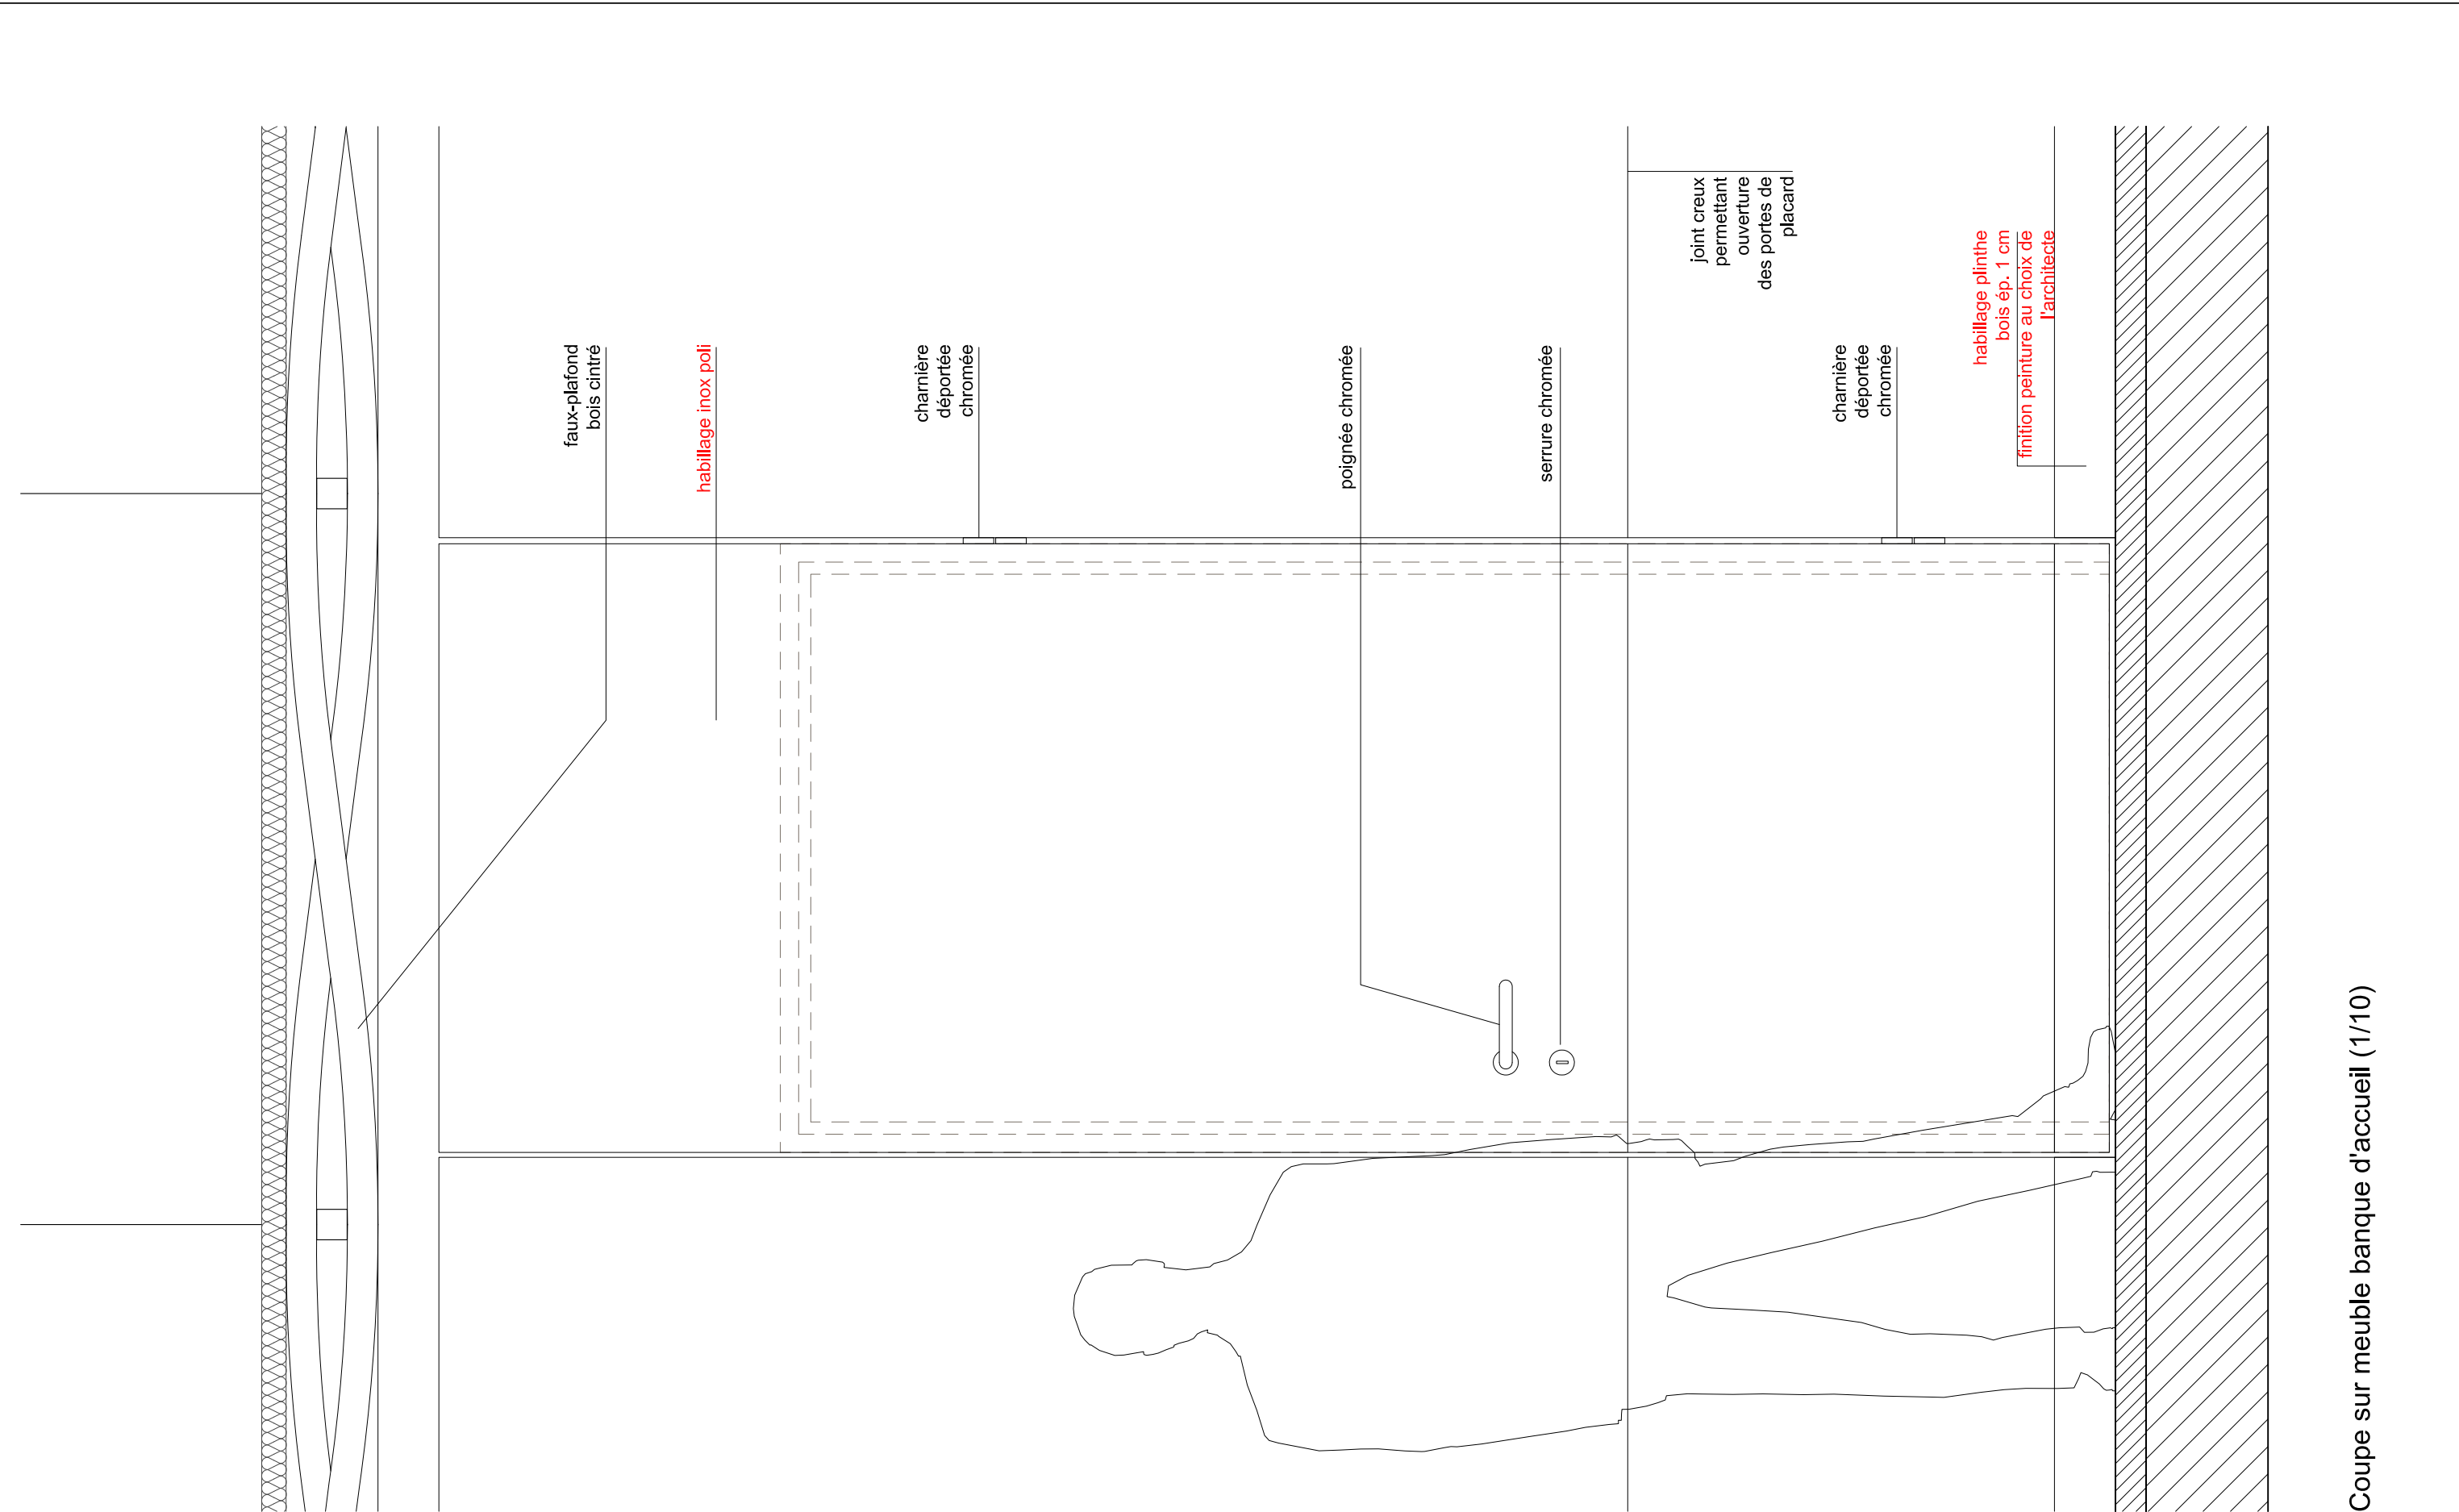 faux-plafond
bois cintré
habillage inox poli
charnière
déportée
chromée
poignée chromée
serrure chromée
joint creux
permettant
ouverture
des portes de
placard
charnière
déportée
chromée
habillage plinthe
bois ép. 1 cm
finition peinture au choix de
l'architecte
Coupe sur meuble banque d'accueil (1/10)